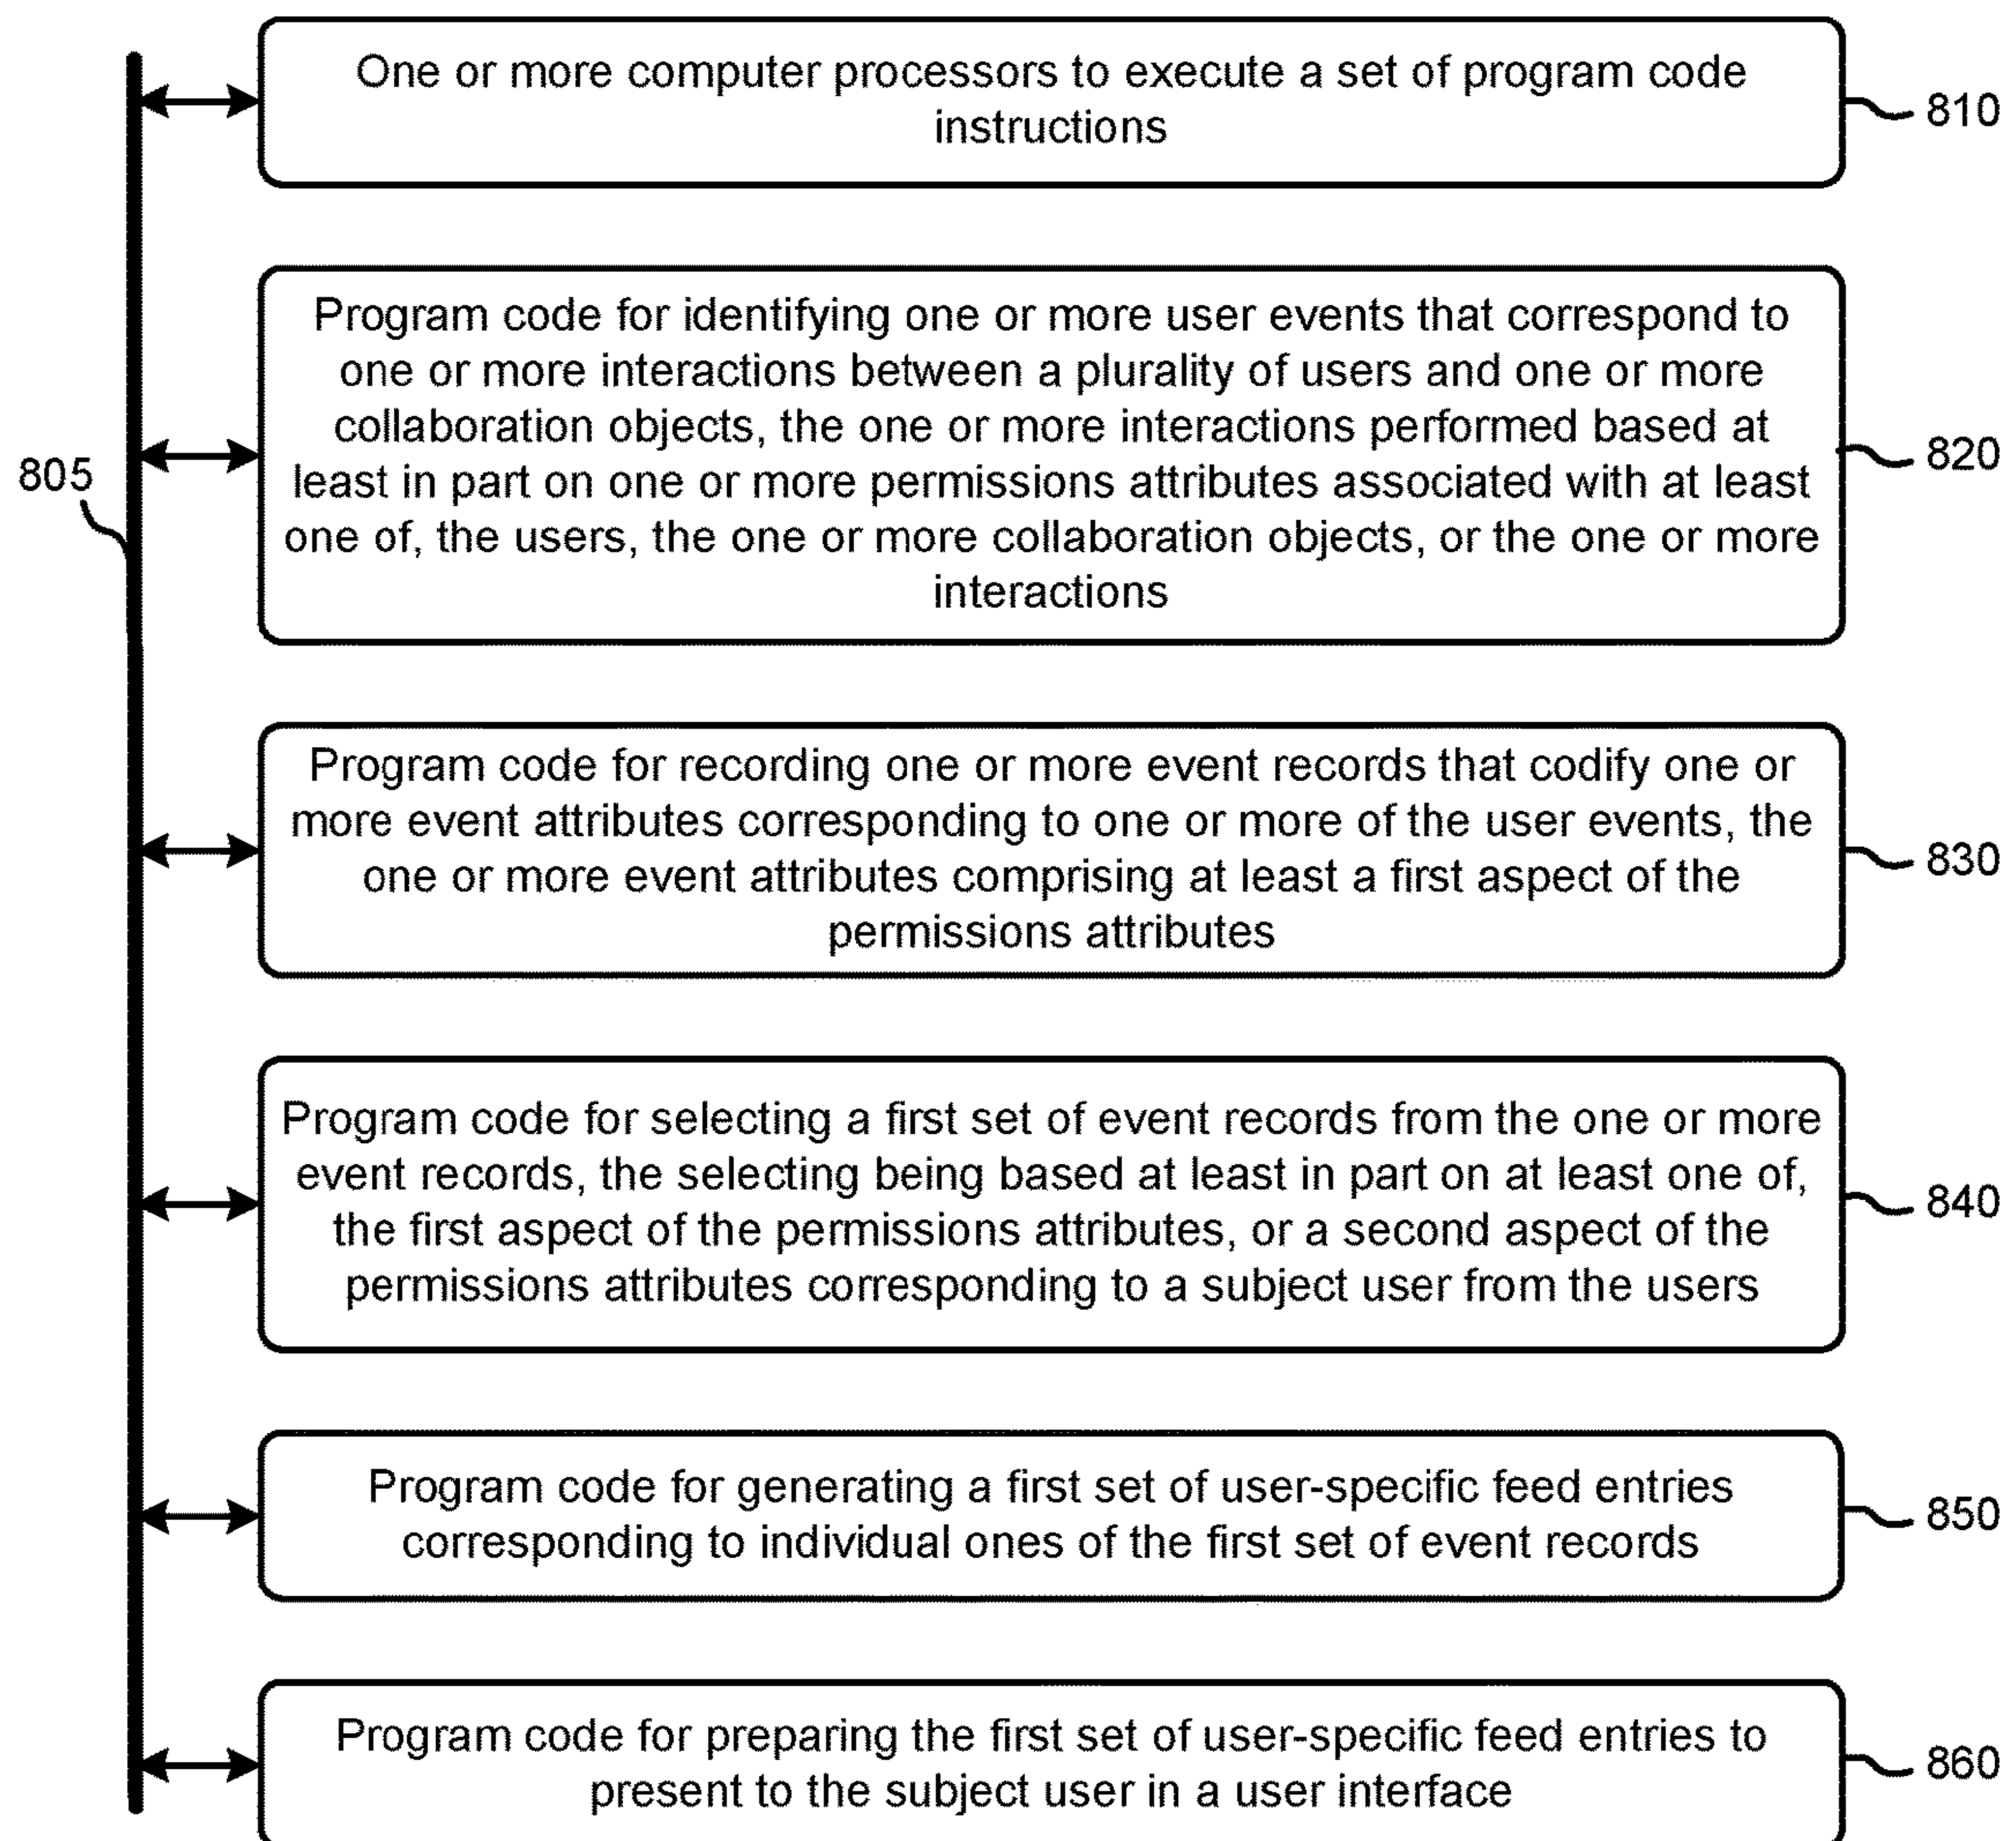 One or more computer processors to execute a set of program code
instructions
810
Program code for identifying one or more user events that correspond to
one or more interactions between a plurality of users and one or more
collaboration objects, the one or more interactions performed based at
least in part on one or more permissions attributes associated with at least
one of, the users, the one or more collaboration objects, or the one or more
interactions
820
805
Program code for recording one or more event records that codify one or
more event attributes corresponding to one or more of the user events, the
one or more event attributes comprising at least a first aspect of the
permissions attributes
830
Program code for selecting a first set of event records from the one or more
event records, the selecting being based at least in part on at least one of,
the first aspect of the permissions attributes, or a second aspect of the
permissions attributes corresponding to a subject user from the users
840
Program code for generating a first set of user-specific feed entries
corresponding to individual ones of the first set of event records
850
Program code for preparing the first set of user-specific feed entries to
present to the subject user in a user interface
860